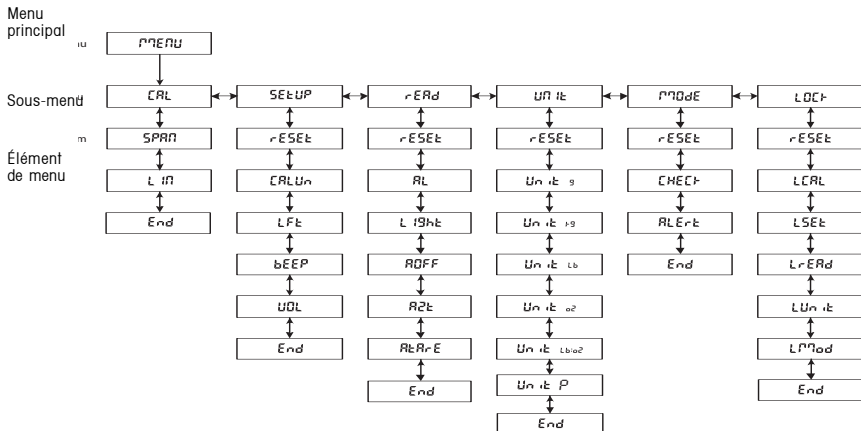 Menu
principal
MENU
Sous-menu
CAL SEtUP rEAd UNIt MOdE LOCk
Élément
de menu
SPAN rESEt rESEt rESEt rESEt rESEt
LIN CALUn AL Unit g CHECk LCAL
End LFt LIght Unit kg ALErt LSEt
bEEP AOFF Unit Lb End LrEAd
VOL AZt Unit oz LUnit
End AtArE Unit Lb:oz LMod
End Unit P End
End